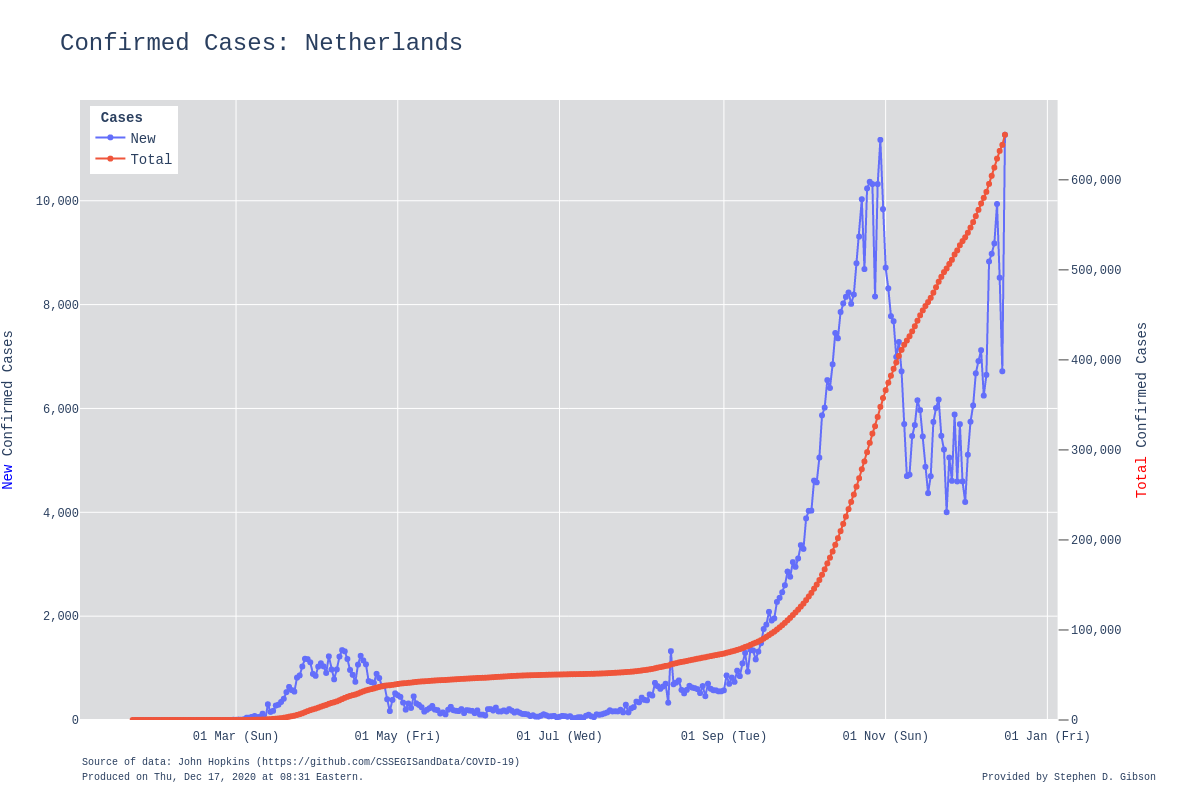 Confirmed Cases: Netherlands
Cases
New
Total
10,000
8,000
6,000
4,000
2,000
0
New Confirmed Cases
600,000
500,000
400,000
300,000
200,000
100,000
0
Total Confirmed Cases
01 Mar (Sun)
01 May (Fri)
01 Jul (Wed)
01 Sep (Tue)
01 Nov (Sun)
01 Jan (Fri)
Source of data: John Hopkins (https://github.com/CSSEGISandData/COVID-19)
Produced on Thu, Dec 17, 2020 at 08:31 Eastern.
Provided by Stephen D. Gibson